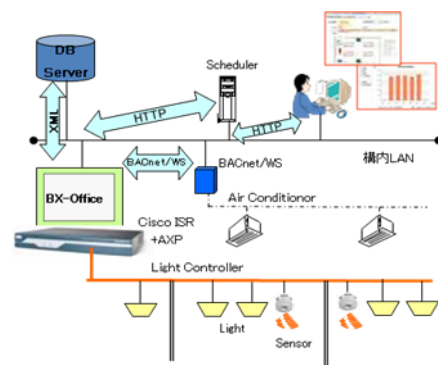 DB
Server
Scheduler
XML
HTTP
HTTP
BACnet/WS
BACnet/WS
構内LAN
BX-Office
Air Conditionor
Cisco ISR
+AXP
Light Controller
Light
Sensor